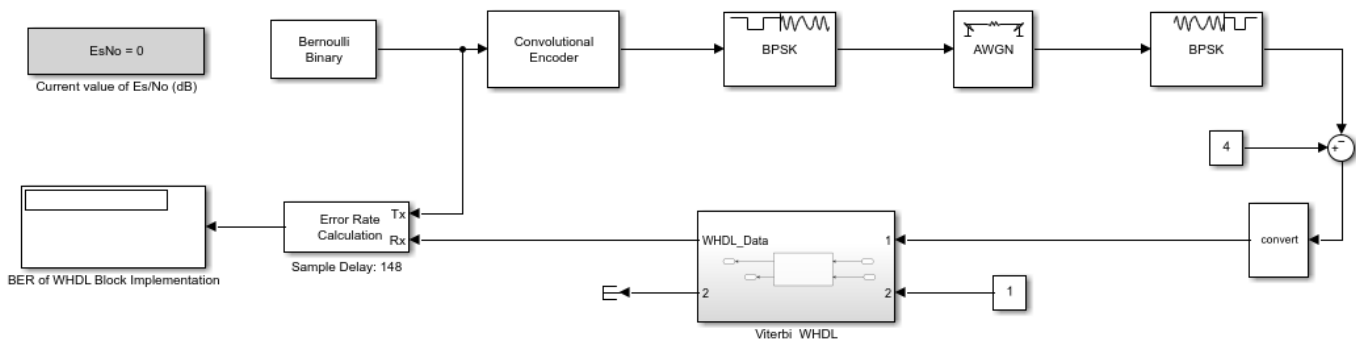 EsNo = 0
Current value of Es/No (dB)
Bernoulli
Binary
Convolutional
Encoder
BPSK
AWGN
BPSK
4
+
−
BER of WHDL Block Implementation
Error Rate
Calculation
Tx
Rx
Sample Delay: 148
WHDL_Data
2
1
2
Viterbi WHDL
1
convert